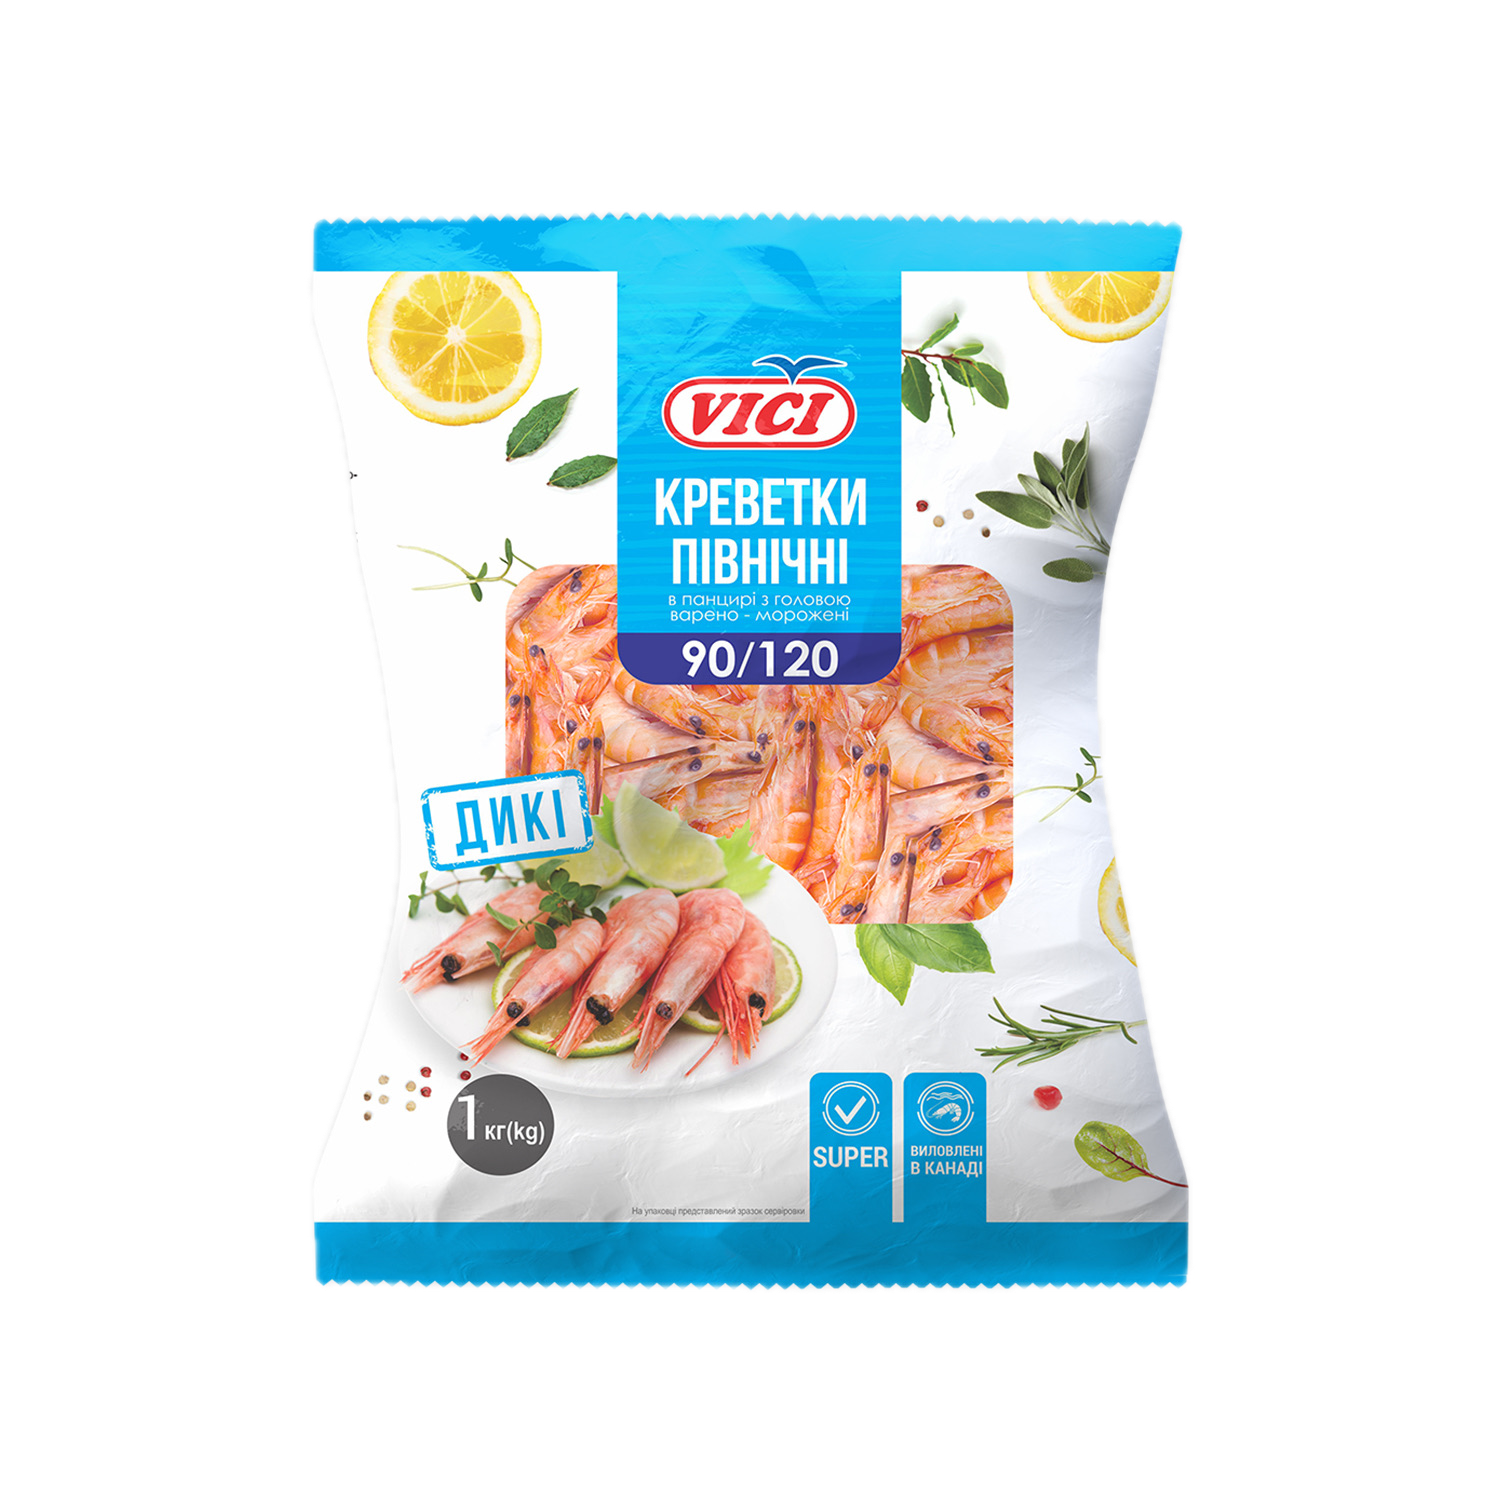 VICI
КРЕВЕТКИ
ПІВНІЧНІ
в панцирі з головою
варено - морожені
90/120
ДИКІ
1 кг(kg)
SUPER
ВИЛОВЛЕНІ
В КАНАДІ
На упаковці представлений зразок сервіровки